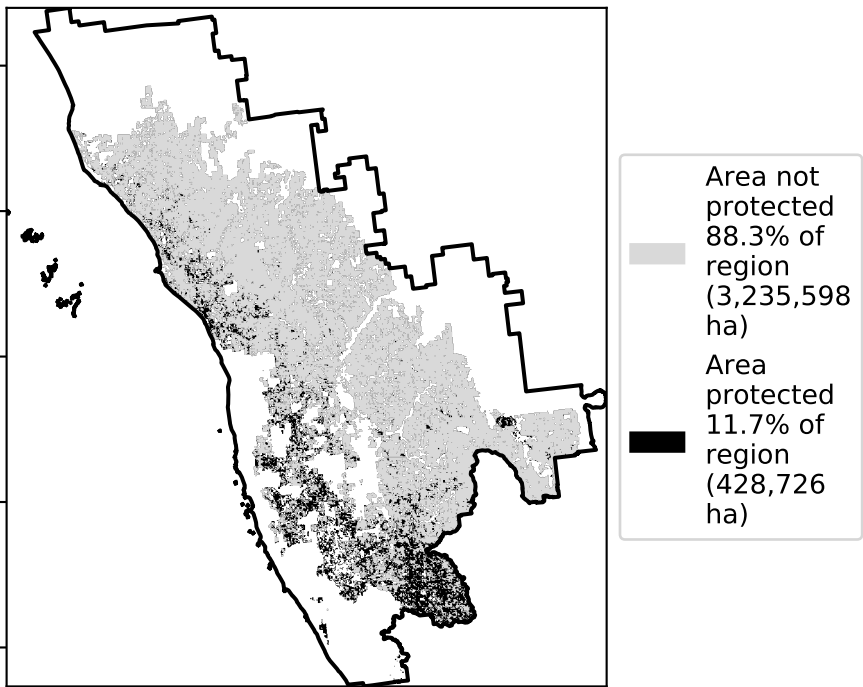 Area not
protected
88.3% of
region
(3,235,598
ha)
Area
protected
11.7% of
region
(428,726
ha)